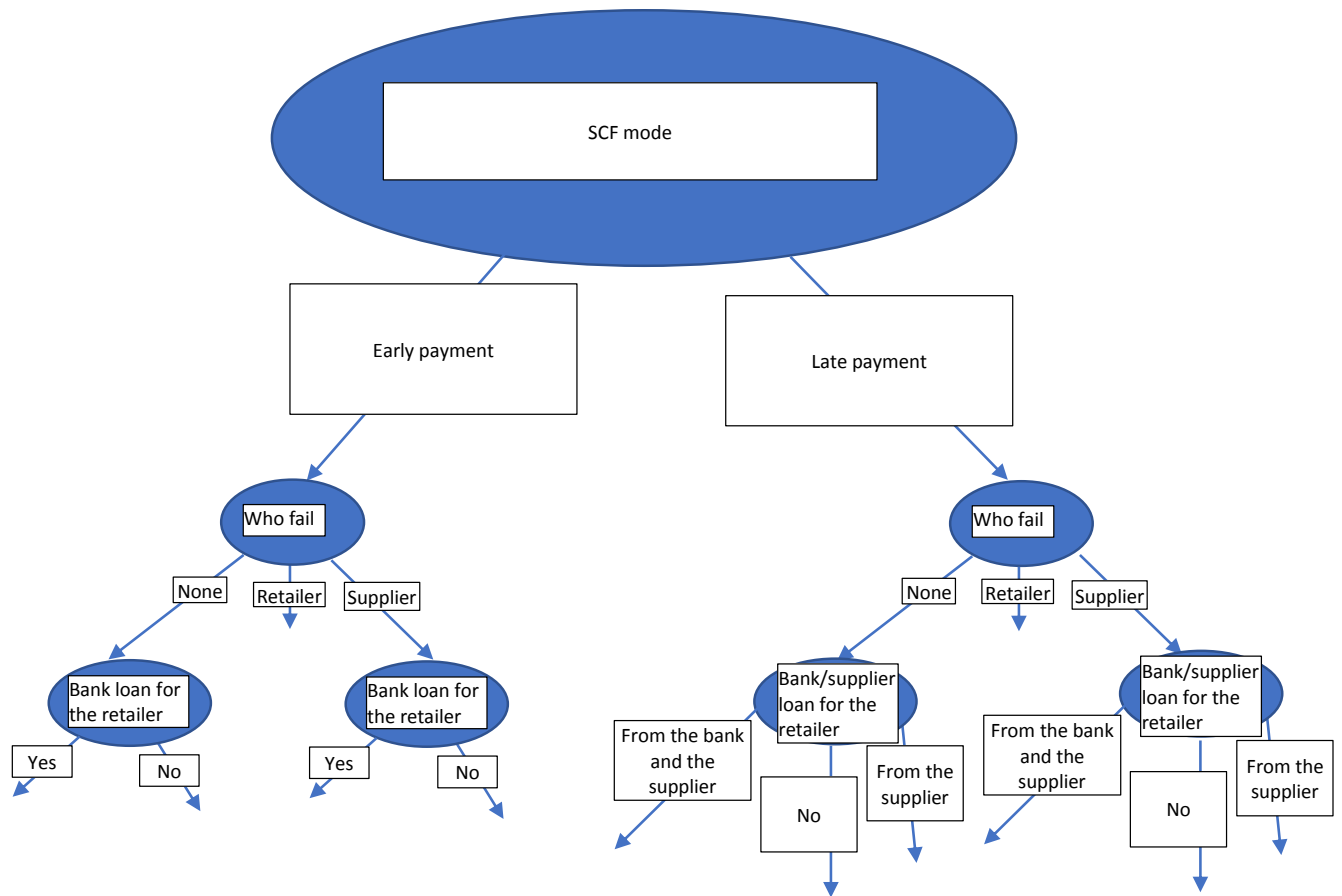 SCF mode
Early payment
Late payment
Who fail
Who fail
None
Retailer
Supplier
None
Retailer
Supplier
Bank loan for
the retailer
Bank loan for
the retailer
Bank/supplier
loan for the
retailer
Bank/supplier
loan for the
retailer
Yes
No
Yes
No
From the bank
and the
supplier
No
From the
supplier
From the bank
and the
supplier
No
From the
supplier